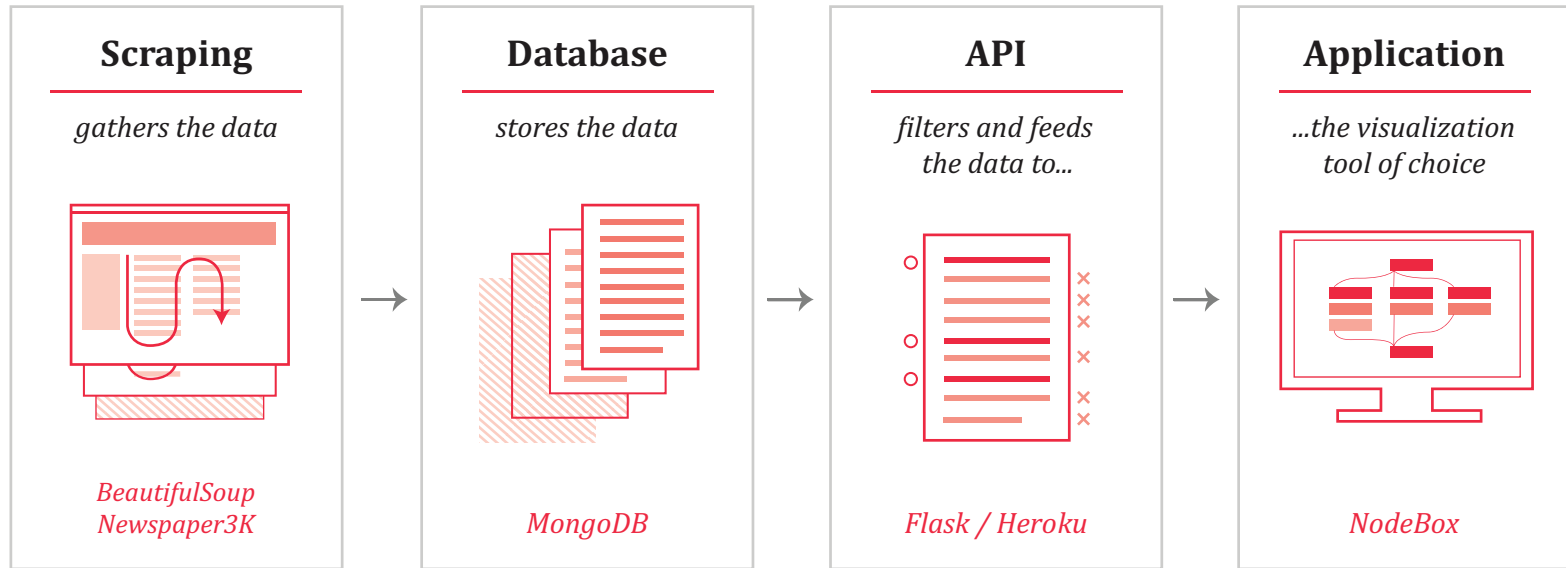 Scraping
gathers the data
BeautifulSoup
Newspaper3K
Database
stores the data
MongoDB
API
filters and feeds
the data to...
Flask / Heroku
Application
...the visualization
tool of choice
NodeBox